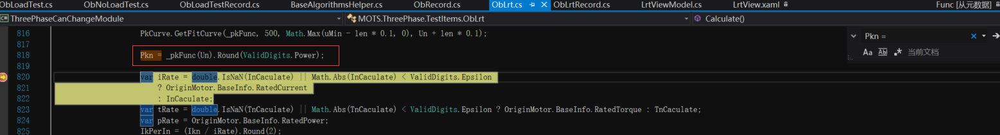 ObLoadTest.cs ObNoLoadTest.cs ObLoadTestRecord.cs BaseAlgorithmsHelper.cs ObRecord.cs ObLrt.cs ObLrtRecord.cs LrtViewModel.cs LrtView.xaml Func [从元数据]
ThreePhaseCanChangeModule MOTS.ThreePhase.TestItems.ObLrt Calculate()
816 PkCurve.GetFitCurve(_pkFunc, 500, Math.Max(uMin - len * 0.1, 0), Un + len * 0.1);
Pkn =
817
818 Pkn = _pkFunc(Un).Round(ValidDigits.Power);
Aa Ab .* 当前文档
819
820 var iRate = double.IsNaN(InCaculate) || Math.Abs(InCaculate) < ValidDigits.Epsilon
821 ? OriginMotor.BaseInfo.RatedCurrent
822 : InCaculate;
823 var tRate = double.IsNaN(TnCaculate) || Math.Abs(TnCaculate) < ValidDigits.Epsilon ? OriginMotor.BaseInfo.RatedTorque : TnCaculate;
824 var pRate = OriginMotor.BaseInfo.RatedPower;
825 IkPerIn = (Ikn / iRate).Round(2);